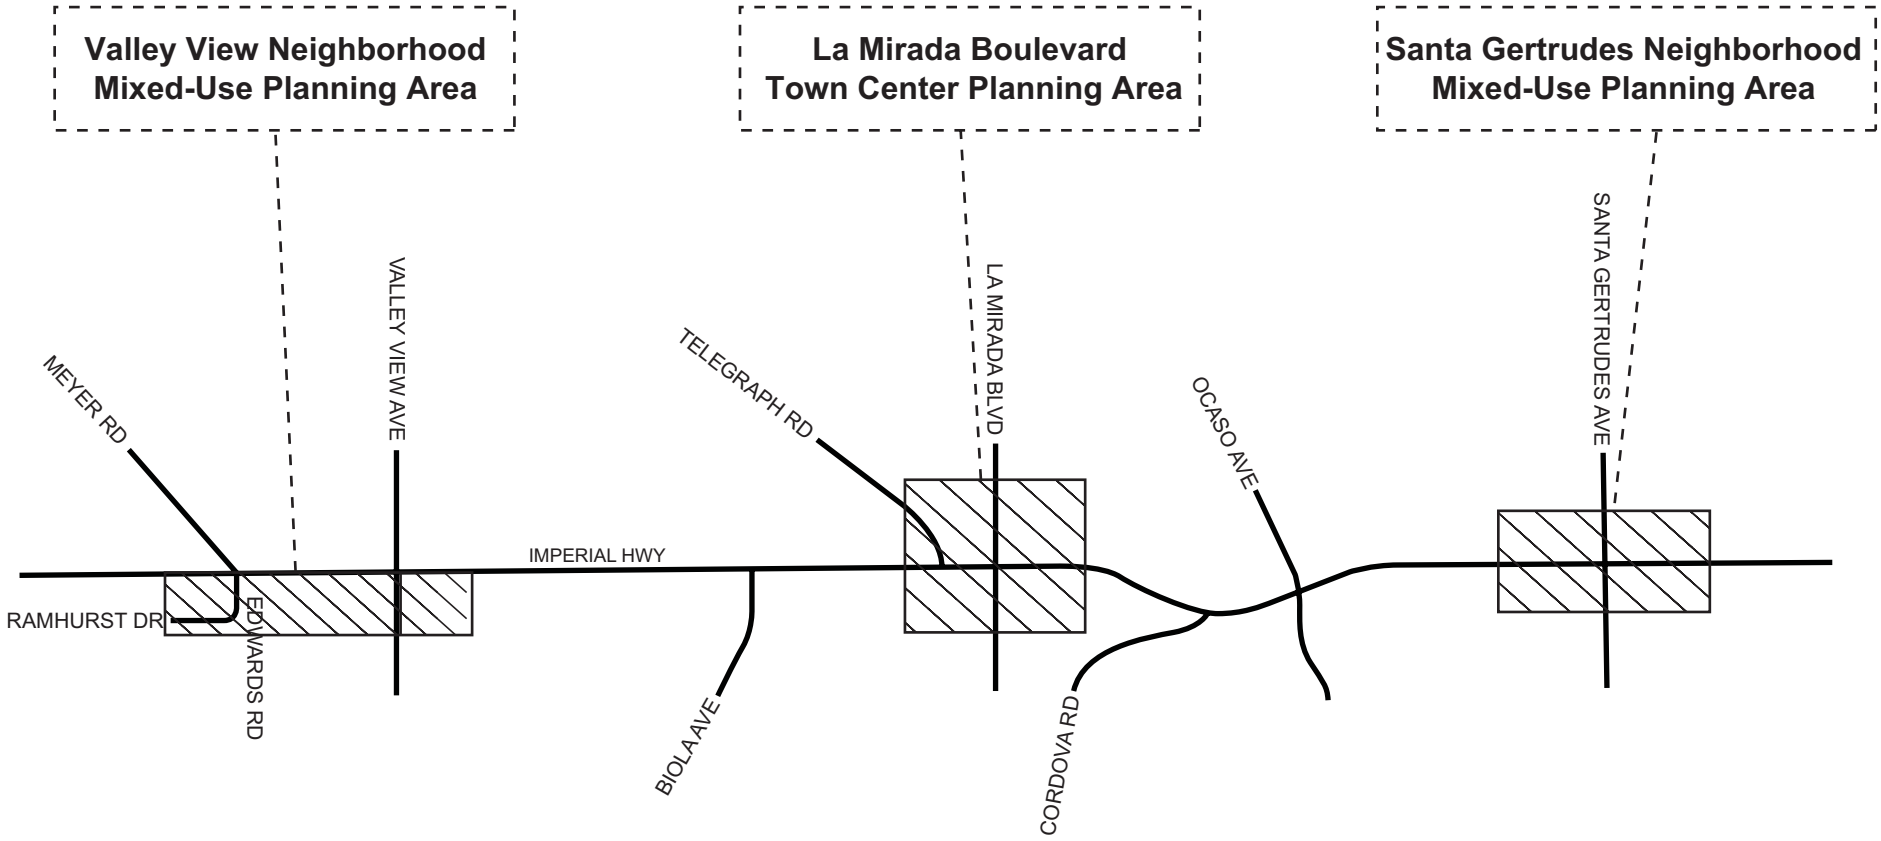 Valley View Neighborhood
Mixed-Use Planning Area
La Mirada Boulevard
Town Center Planning Area
Santa Gertrudes Neighborhood
Mixed-Use Planning Area
MEYER RD
VALLEY VIEW AVE
TELEGRAPH RD
LA MIRADA BLVD
OCASO AVE
SANTA GERTRUDES AVE
IMPERIAL HWY
RAMHURST DR
EDWARDS RD
BIOLA AVE
CORDOVA RD